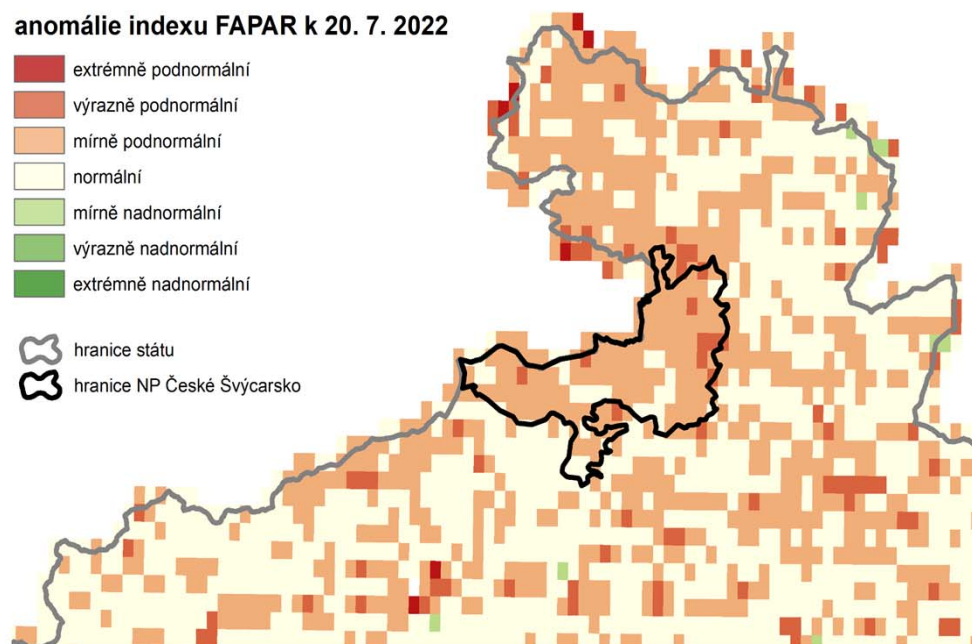 anomálie indexu FAPAR k 20. 7. 2022
extrémně podnormální
výrazně podnormální
mírně podnormální
normální
mírně nadnormální
výrazně nadnormální
extrémně nadnormální
hranice státu
hranice NP České Švýcarsko